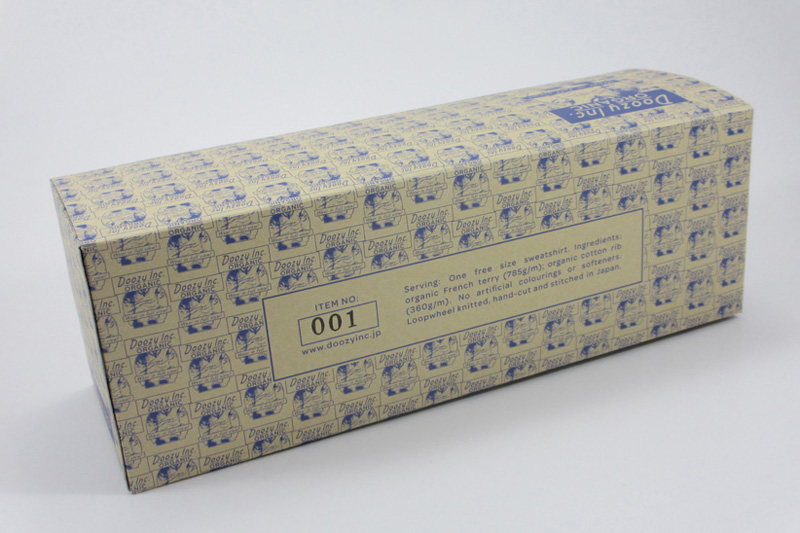 Doozy Inc.
ORGANIC
ITEM NO:
001
www.doozyinc.jp
Serving: One free size sweatshirt. Ingredients:
organic French terry (785g/m); organic cotton rib
(360g/m). No artificial colourings or softeners.
Loopwheel knitted, hand-cut and stitched in Japan.